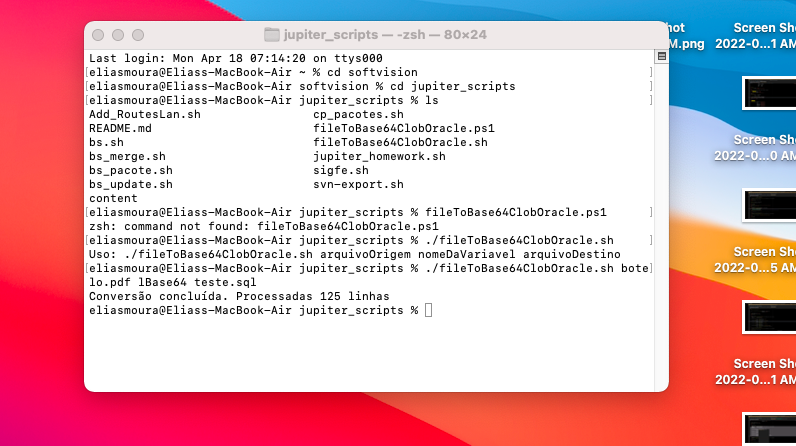 jupiter_scripts — -zsh — 80×24
Last login: Mon Apr 18 07:14:20 on ttys000
[eliasmoura@Eliass-MacBook-Air ~ % cd softvision ]
[eliasmoura@Eliass-MacBook-Air softvision % cd jupiter_scripts ]
[eliasmoura@Eliass-MacBook-Air jupiter_scripts % ls ]
Add_RoutesLan.sh cp_pacotes.sh
README.md fileToBase64ClobOracle.ps1
bs.sh fileToBase64ClobOracle.sh
bs_merge.sh jupiter_homework.sh
bs_pacote.sh sigfe.sh
bs_update.sh svn-export.sh
content
[eliasmoura@Eliass-MacBook-Air jupiter_scripts % fileToBase64ClobOracle.ps1 ]
zsh: command not found: fileToBase64ClobOracle.ps1
[eliasmoura@Eliass-MacBook-Air jupiter_scripts % ./fileToBase64ClobOracle.sh ]
Uso: ./fileToBase64ClobOracle.sh arquivoOrigem nomeDaVariavel arquivoDestino
[eliasmoura@Eliass-MacBook-Air jupiter_scripts % ./fileToBase64ClobOracle.sh bote]
lo.pdf lBase64 teste.sql
Conversão concluída. Processadas 125 linhas
eliasmoura@Eliass-MacBook-Air jupiter_scripts %
hot
M.png
Screen Sh
2022-0...1 AM
Screen Sho
2022-0...0 AM
Screen Sho
2022-0...5 AM
Screen Sho
2022-0...1 AM